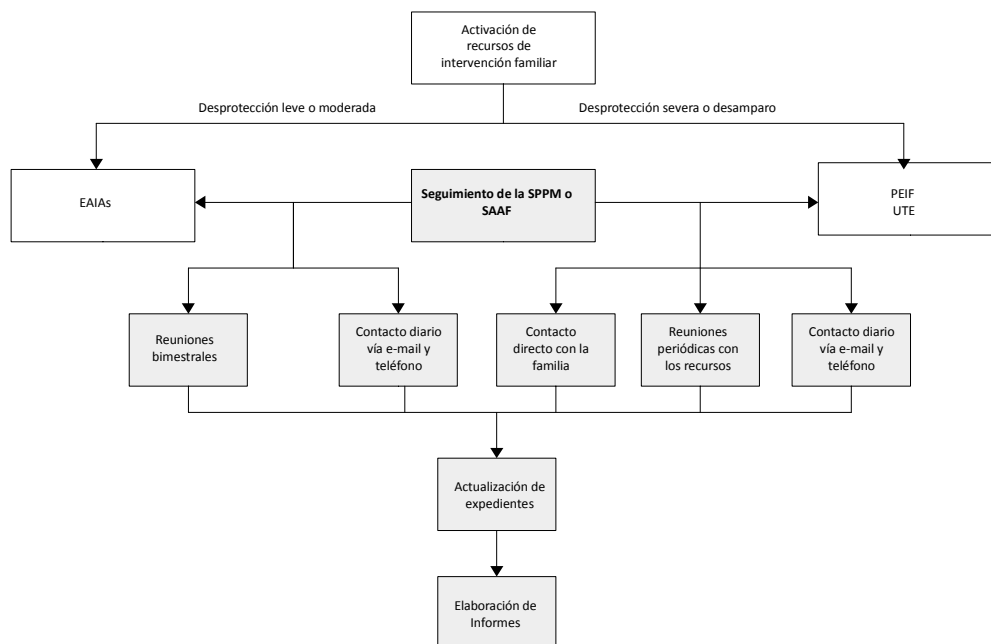 Activación de
recursos de
intervención familiar
Desprotección leve o moderada
Desprotección severa o desamparo
EAIAs
Seguimiento de la SPPM o
SAAF
PEIF
UTE
Reuniones
bimestrales
Contacto diario
vía e-mail y
teléfono
Contacto
directo con la
familia
Reuniones
periódicas con
los recursos
Contacto diario
vía e-mail y
teléfono
Actualización de
expedientes
Elaboración de
Informes